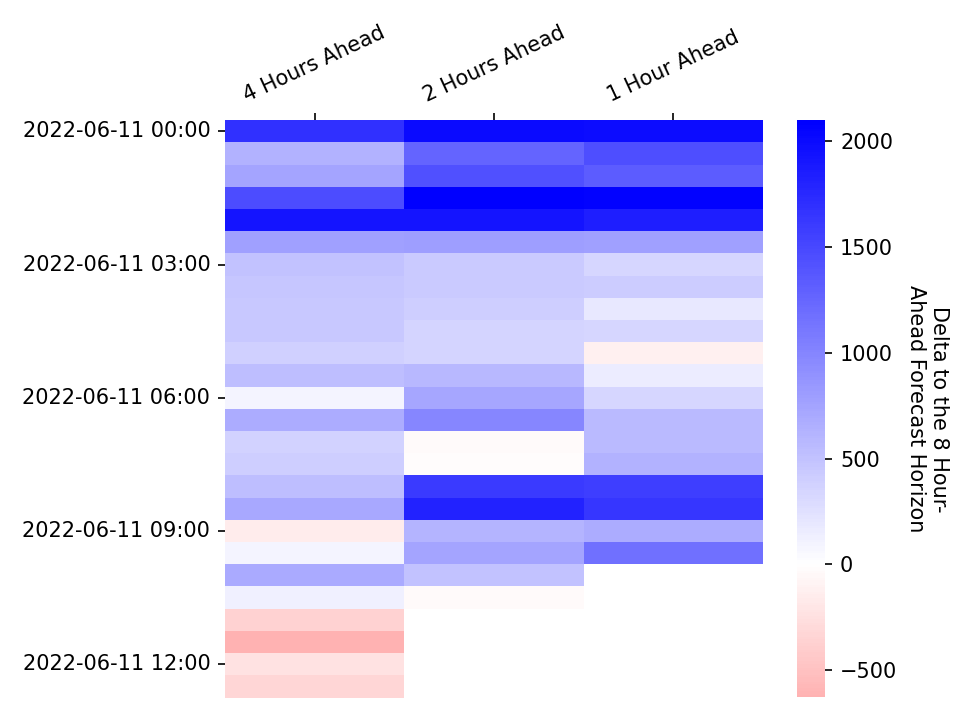 4 Hours Ahead
2 Hours Ahead
1 Hour Ahead
2022-06-11 00:00
2022-06-11 03:00
2022-06-11 06:00
2022-06-11 09:00
2022-06-11 12:00
2000
1500
1000
500
0
−500
Delta to the 8 Hour-
Ahead Forecast Horizon